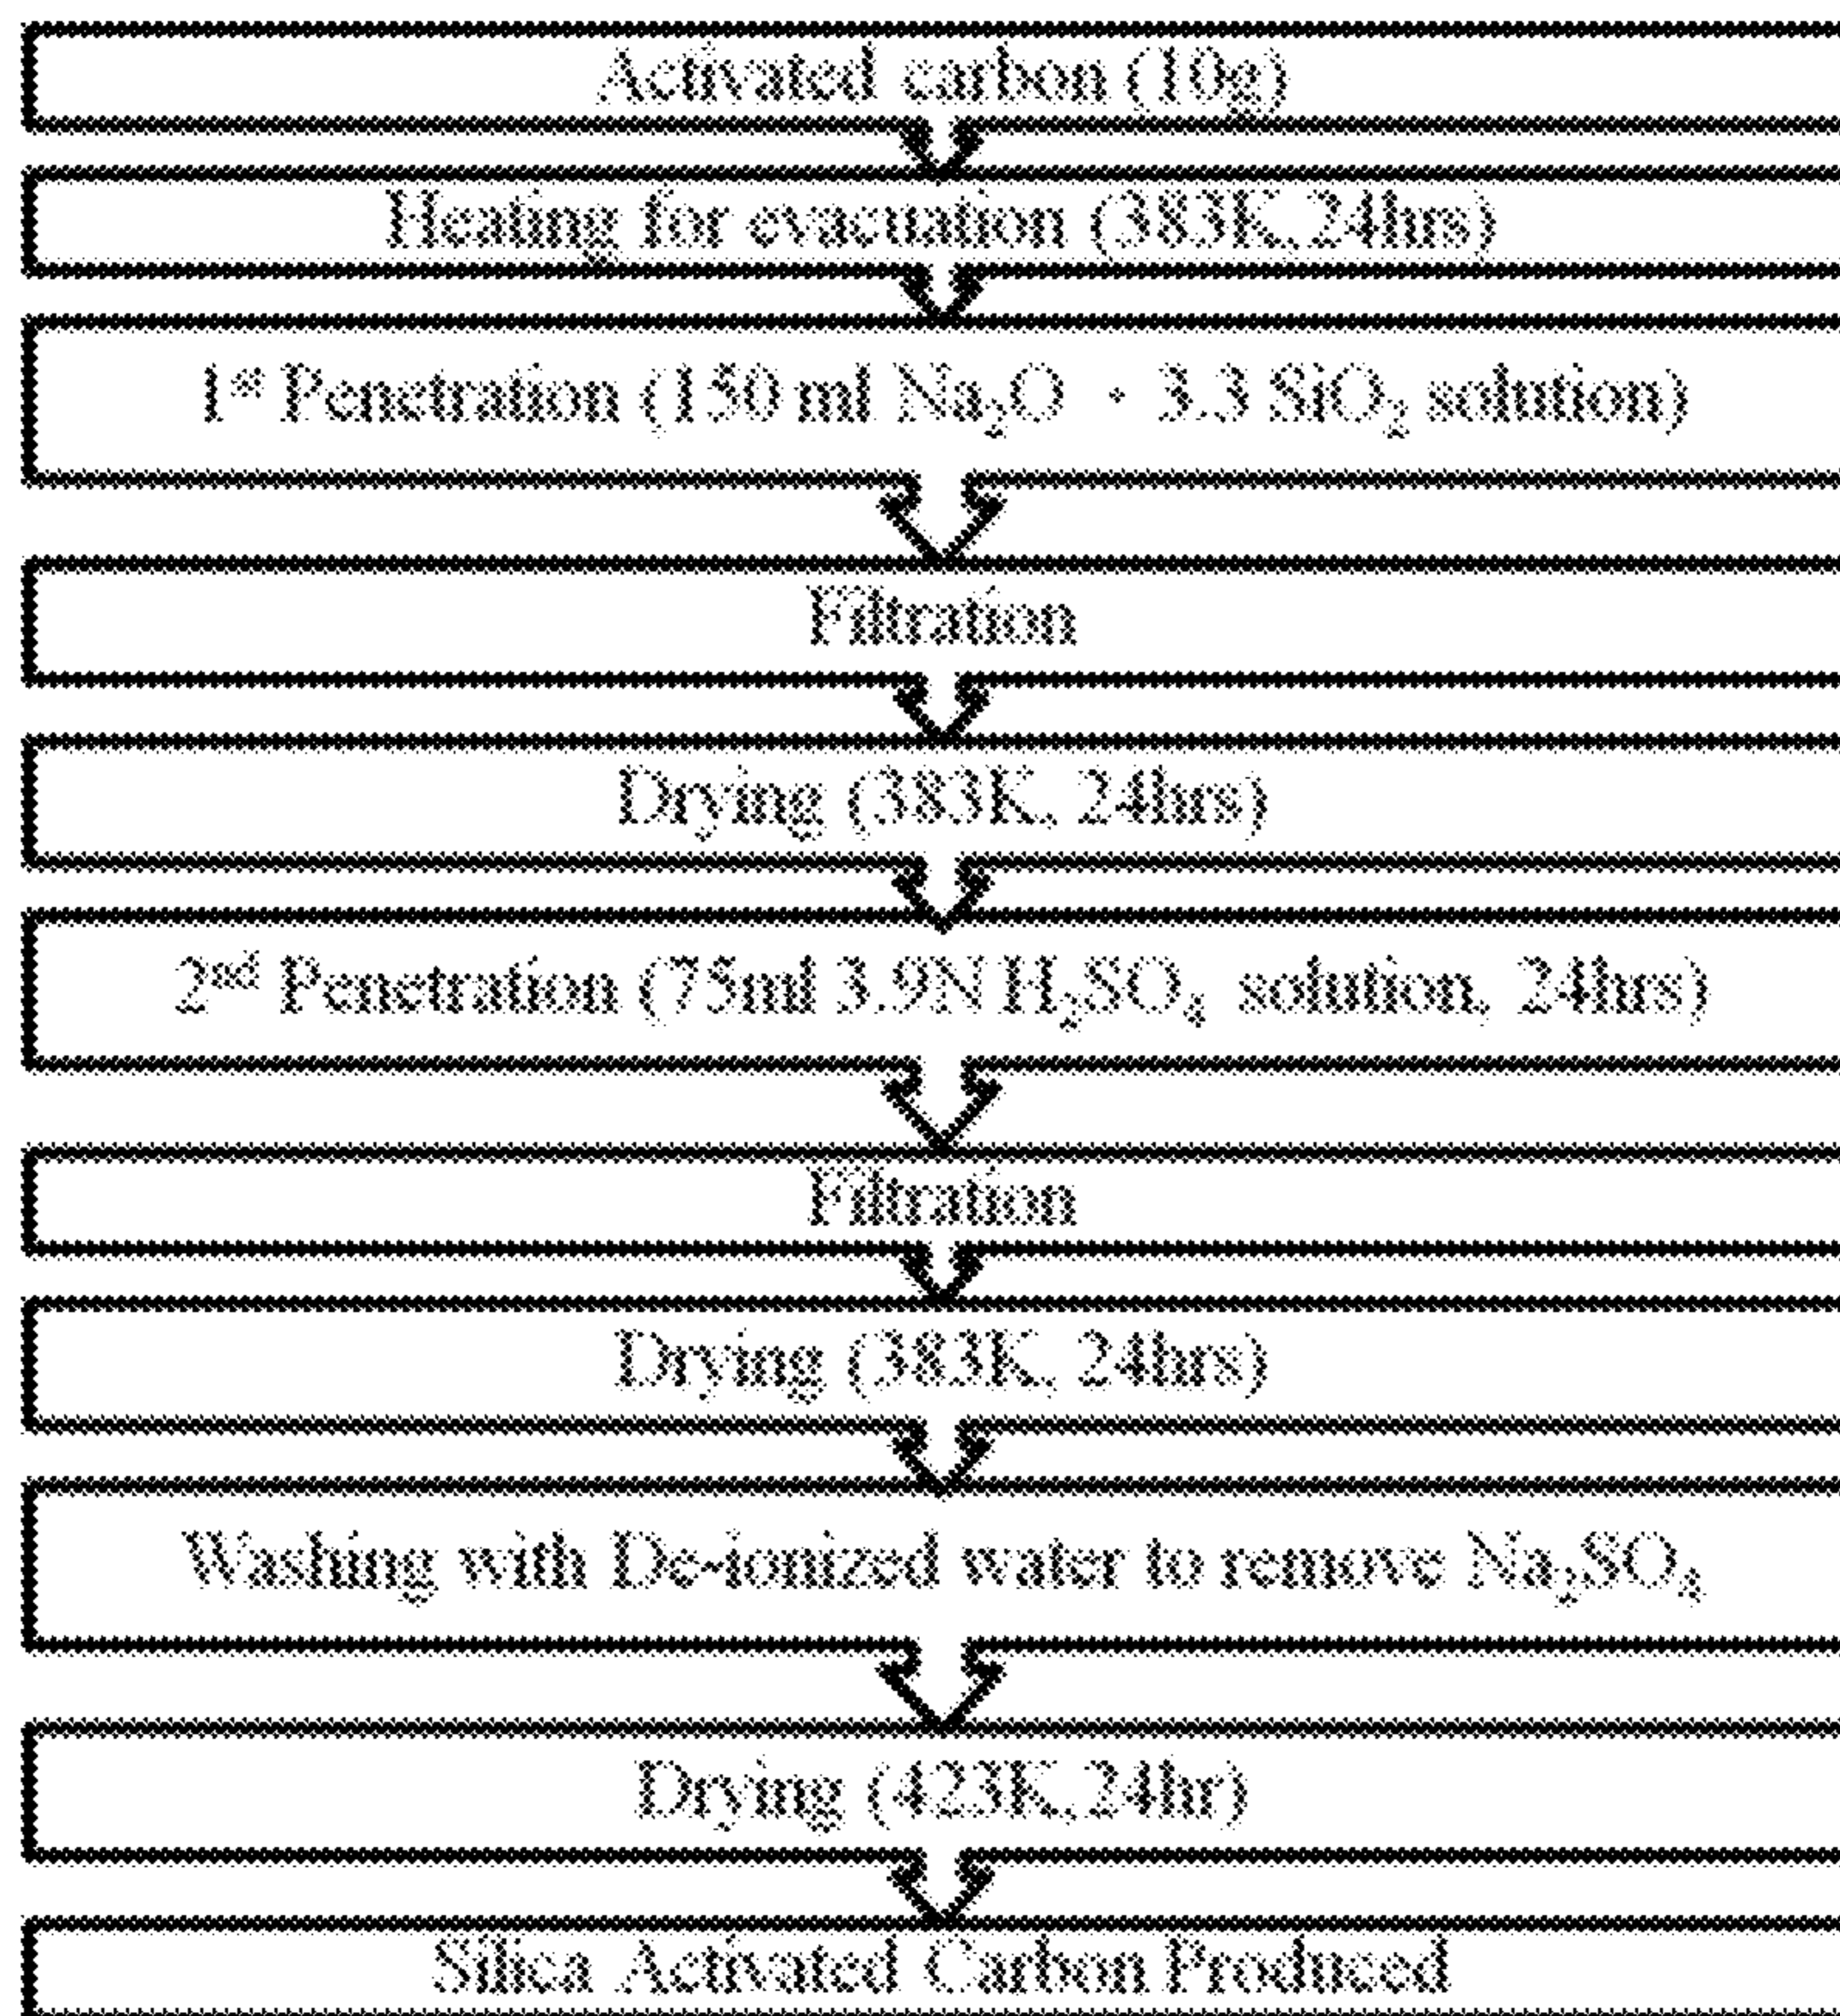 Activated carbon (10g)
Heating for evacuation (383K, 24hrs)
1st Penetration (150 ml Na₂O · 3.3 SiO₂ solution)
Filtration
Drying (383K, 24hrs)
2nd Penetration (75ml 3.9N H₂SO₄ solution, 24hrs)
Filtration
Drying (383K, 24hrs)
Washing with De-ionized water to remove Na₂SO₄
Drying (423K, 24hr)
Silica Activated Carbon Produced